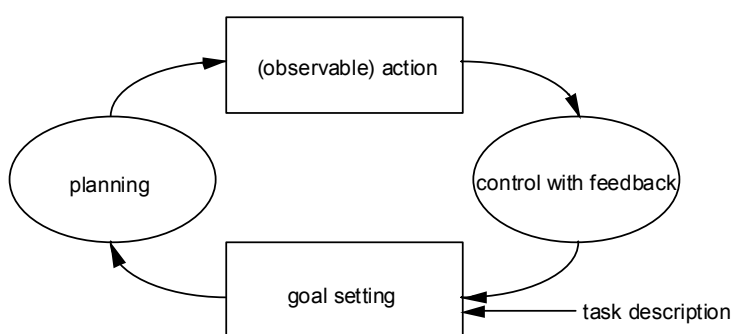 (observable) action
planning
control with feedback
goal setting
task description